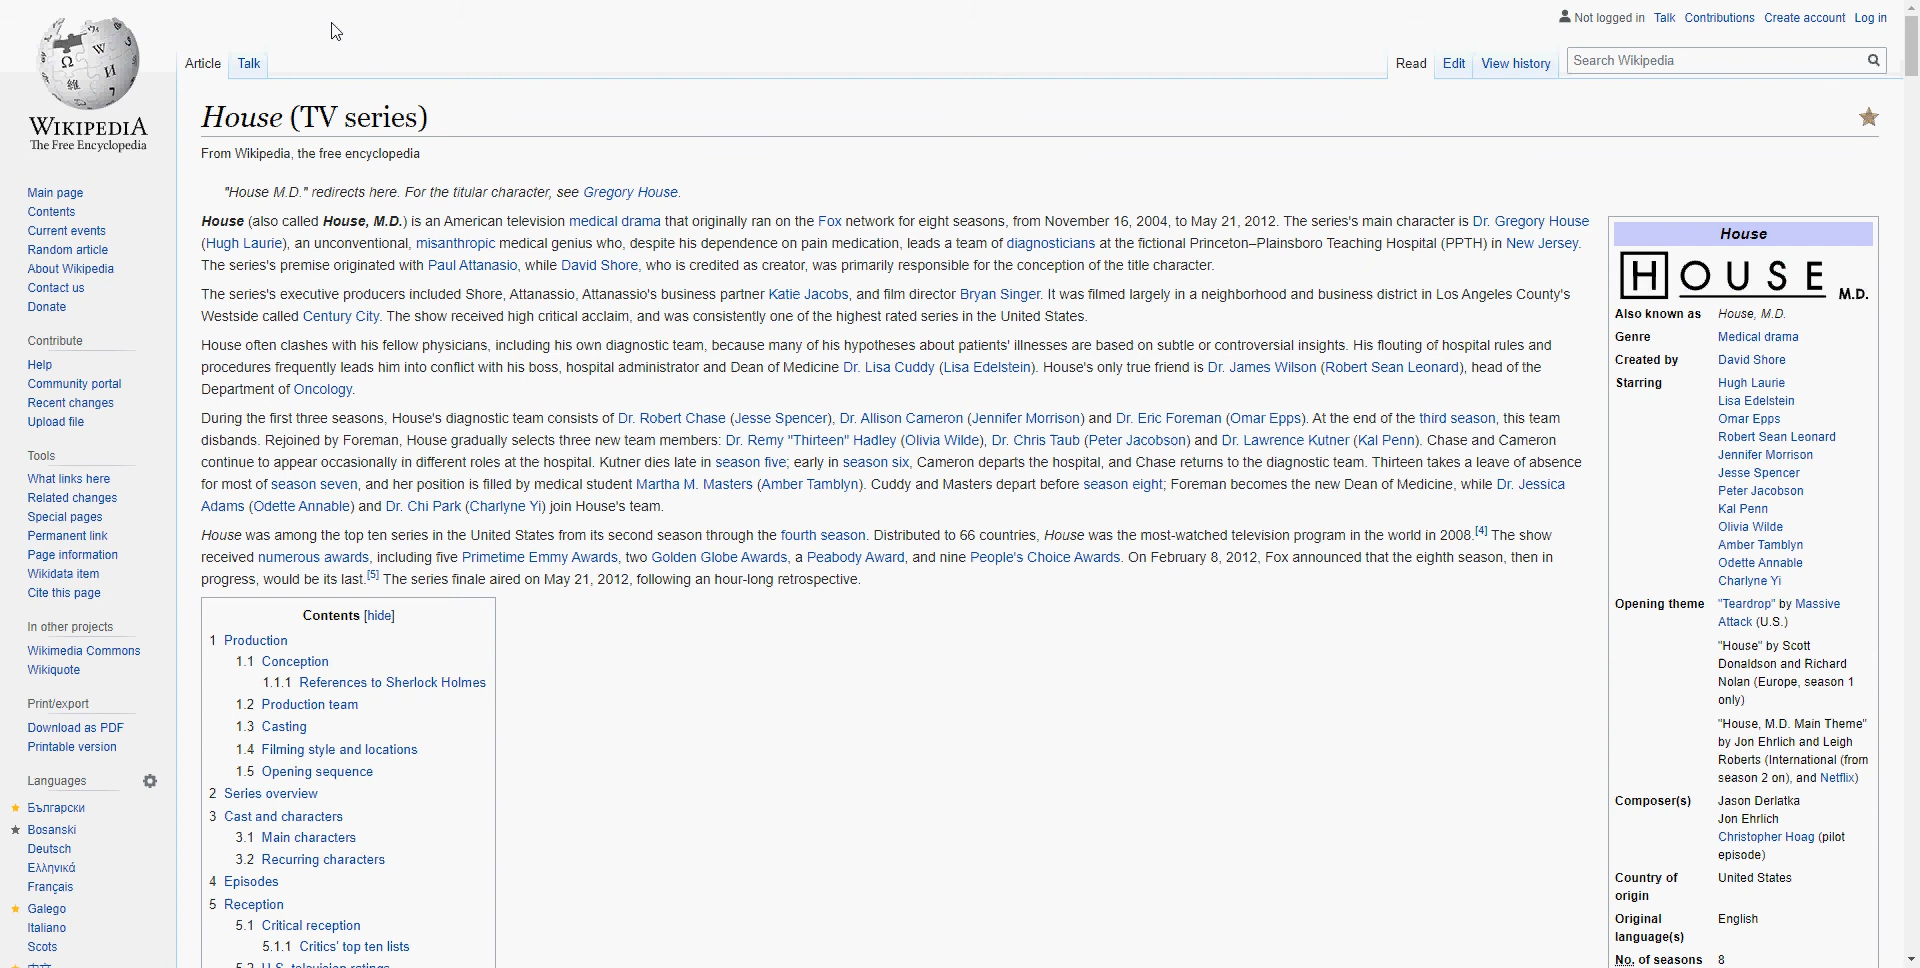 Not logged in Talk Contributions Create account Log in
Article Talk
Read Edit View history Search Wikipedia
WIKIPEDIA
The Free Encyclopedia
Main page
Contents
Current events
Random article
About Wikipedia
Contact us
Donate
Contribute
Help
Community portal
Recent changes
Upload file
Tools
What links here
Related changes
Special pages
Permanent link
Page information
Wikidata item
Cite this page
In other projects
Wikimedia Commons
Wikiquote
Print/export
Download as PDF
Printable version
Languages
Български
Bosanski
Deutsch
Ελληνικά
Français
Galego
Italiano
Scots
House (TV series)
From Wikipedia, the free encyclopedia
"House M.D." redirects here. For the titular character, see Gregory House.
House (also called House, M.D.) is an American television medical drama that originally ran on the Fox network for eight seasons, from November 16, 2004, to May 21, 2012. The series's main character is Dr. Gregory House
(Hugh Laurie), an unconventional, misanthropic medical genius who, despite his dependence on pain medication, leads a team of diagnosticians at the fictional Princeton–Plainsboro Teaching Hospital (PPTH) in New Jersey.
The series's premise originated with Paul Attanasio, while David Shore, who is credited as creator, was primarily responsible for the conception of the title character.
The series's executive producers included Shore, Attanassio, Attanassio's business partner Katie Jacobs, and film director Bryan Singer. It was filmed largely in a neighborhood and business district in Los Angeles County's
Westside called Century City. The show received high critical acclaim, and was consistently one of the highest rated series in the United States.
House often clashes with his fellow physicians, including his own diagnostic team, because many of his hypotheses about patients' illnesses are based on subtle or controversial insights. His flouting of hospital rules and
procedures frequently leads him into conflict with his boss, hospital administrator and Dean of Medicine Dr. Lisa Cuddy (Lisa Edelstein). House's only true friend is Dr. James Wilson (Robert Sean Leonard), head of the
Department of Oncology.
During the first three seasons, House's diagnostic team consists of Dr. Robert Chase (Jesse Spencer), Dr. Allison Cameron (Jennifer Morrison) and Dr. Eric Foreman (Omar Epps). At the end of the third season, this team
disbands. Rejoined by Foreman, House gradually selects three new team members: Dr. Remy "Thirteen" Hadley (Olivia Wilde), Dr. Chris Taub (Peter Jacobson) and Dr. Lawrence Kutner (Kal Penn). Chase and Cameron
continue to appear occasionally in different roles at the hospital. Kutner dies late in season five; early in season six, Cameron departs the hospital, and Chase returns to the diagnostic team. Thirteen takes a leave of absence
for most of season seven, and her position is filled by medical student Martha M. Masters (Amber Tamblyn). Cuddy and Masters depart before season eight; Foreman becomes the new Dean of Medicine, while Dr. Jessica
Adams (Odette Annable) and Dr. Chi Park (Charlyne Yi) join House's team.
House was among the top ten series in the United States from its second season through the fourth season. Distributed to 66 countries, House was the most-watched television program in the world in 2008.[4] The show
received numerous awards, including five Primetime Emmy Awards, two Golden Globe Awards, a Peabody Award, and nine People's Choice Awards. On February 8, 2012, Fox announced that the eighth season, then in
progress, would be its last.[5] The series finale aired on May 21, 2012, following an hour-long retrospective.
Contents [hide]
1 Production
1.1 Conception
1.1.1 References to Sherlock Holmes
1.2 Production team
1.3 Casting
1.4 Filming style and locations
1.5 Opening sequence
2 Series overview
3 Cast and characters
3.1 Main characters
3.2 Recurring characters
4 Episodes
5 Reception
5.1 Critical reception
5.1.1 Critics' top ten lists
5.2 U.S. television ratings
House
HOUSE M.D.
Also known as House, M.D.
Genre Medical drama
Created by David Shore
Starring Hugh Laurie
Lisa Edelstein
Omar Epps
Robert Sean Leonard
Jennifer Morrison
Jesse Spencer
Peter Jacobson
Kal Penn
Olivia Wilde
Amber Tamblyn
Odette Annable
Charlyne Yi
Opening theme "Teardrop" by Massive
Attack (U.S.)
"House" by Scott
Donaldson and Richard
Nolan (Europe, season 1
only)
"House, M.D. Main Theme"
by Jon Ehrlich and Leigh
Roberts (International (from
season 2 on), and Netflix)
Composer(s) Jason Derlatka
Jon Ehrlich
Christopher Hoag (pilot
episode)
Country of United States
origin
Original English
language(s)
No. of seasons 8